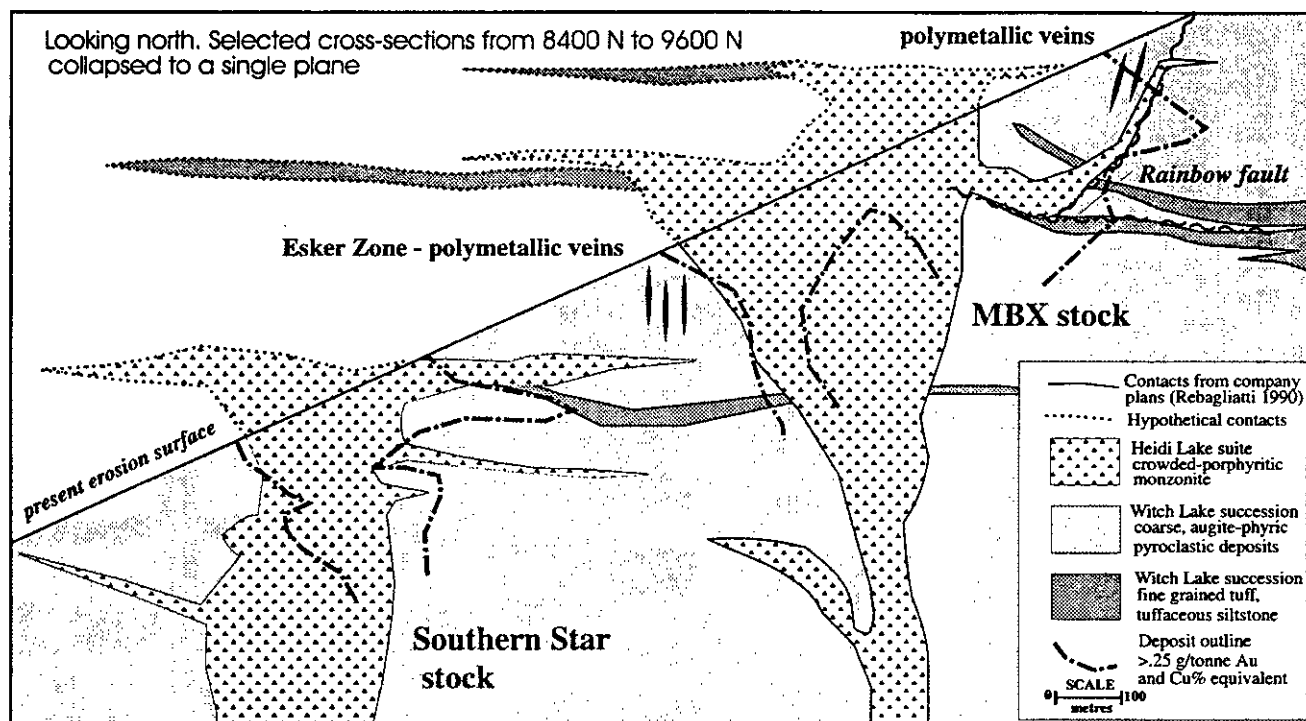 Looking north. Selected cross-sections from 8400 N to 9600 N
collapsed to a single plane
polymetallic veins
Rainbow fault
Esker Zone - polymetallic veins
MBX stock
present erosion surface
Southern Star
stock
Contacts from company
plans (Rebagliatti 1990)
Hypothetical contacts
Heidi Lake suite
crowded-porphyritic
monzonite
Witch Lake succession
coarse, augite-phyric
pyroclastic deposits
Witch Lake succession
fine grained tuff,
tuffaceous siltstone
Deposit outline
>.25 g/tonne Au
and Cu% equivalent
SCALE
0 100
metres